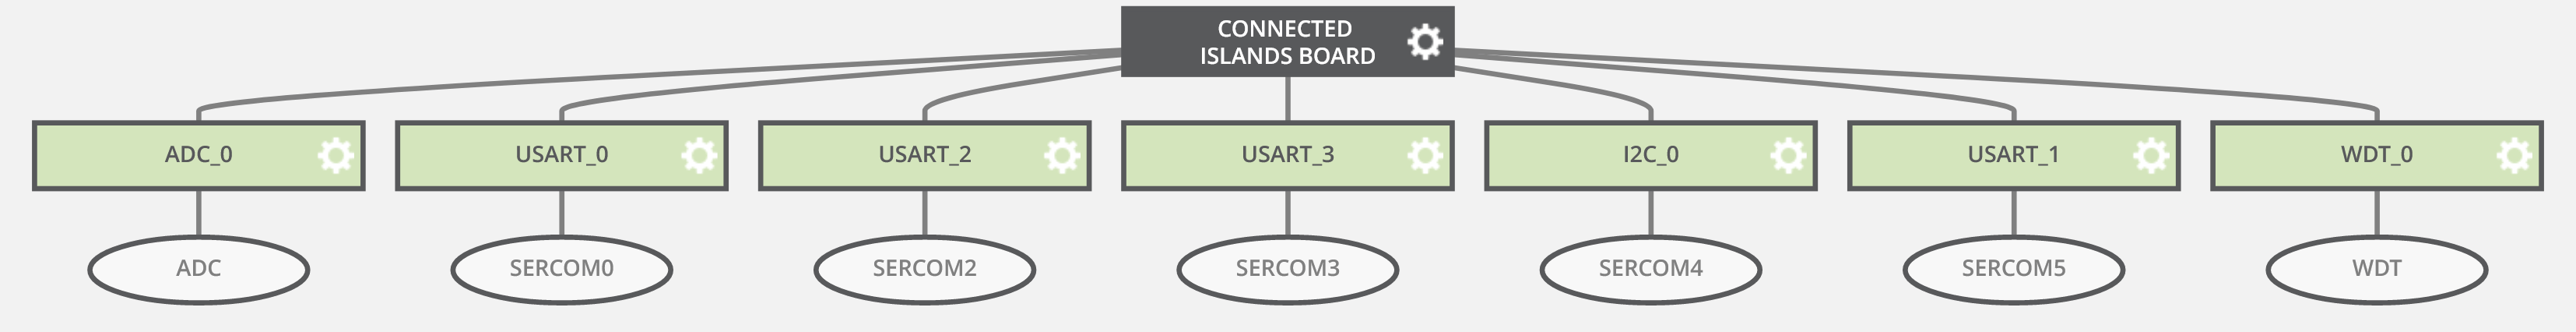 CONNECTED
ISLANDS BOARD
ADC_0
USART_0
USART_2
USART_3
I2C_0
USART_1
WDT_0
ADC
SERCOM0
SERCOM2
SERCOM3
SERCOM4
SERCOM5
WDT